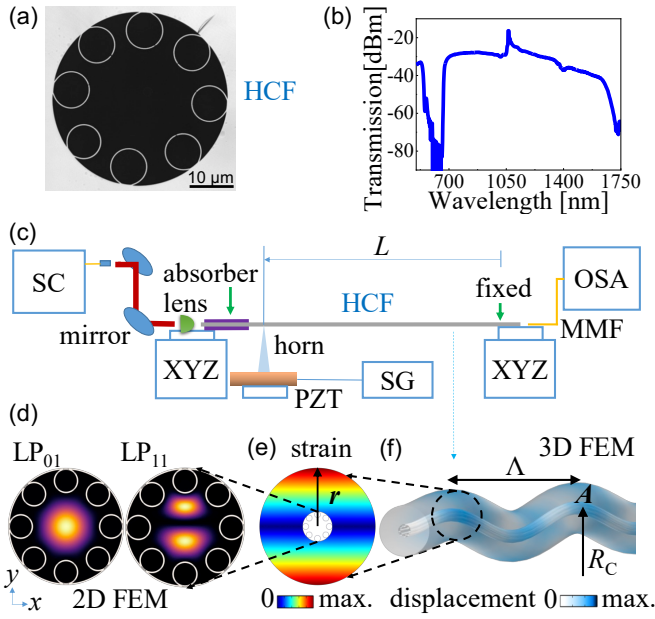 (a)
HCF
10 µm
(b)
Transmission[dBm]
-20
-40
-60
-80
700 1050 1400 1750
Wavelength [nm]
(c)
SC
mirror
absorber
lens
XYZ
L
HCF
horn
PZT
SG
fixed
XYZ
MMF
OSA
(d)
LP01
LP11
y
x
2D FEM
(e)
strain
r
0 max.
(f)
3D FEM
Λ
A
RC
displacement 0 max.